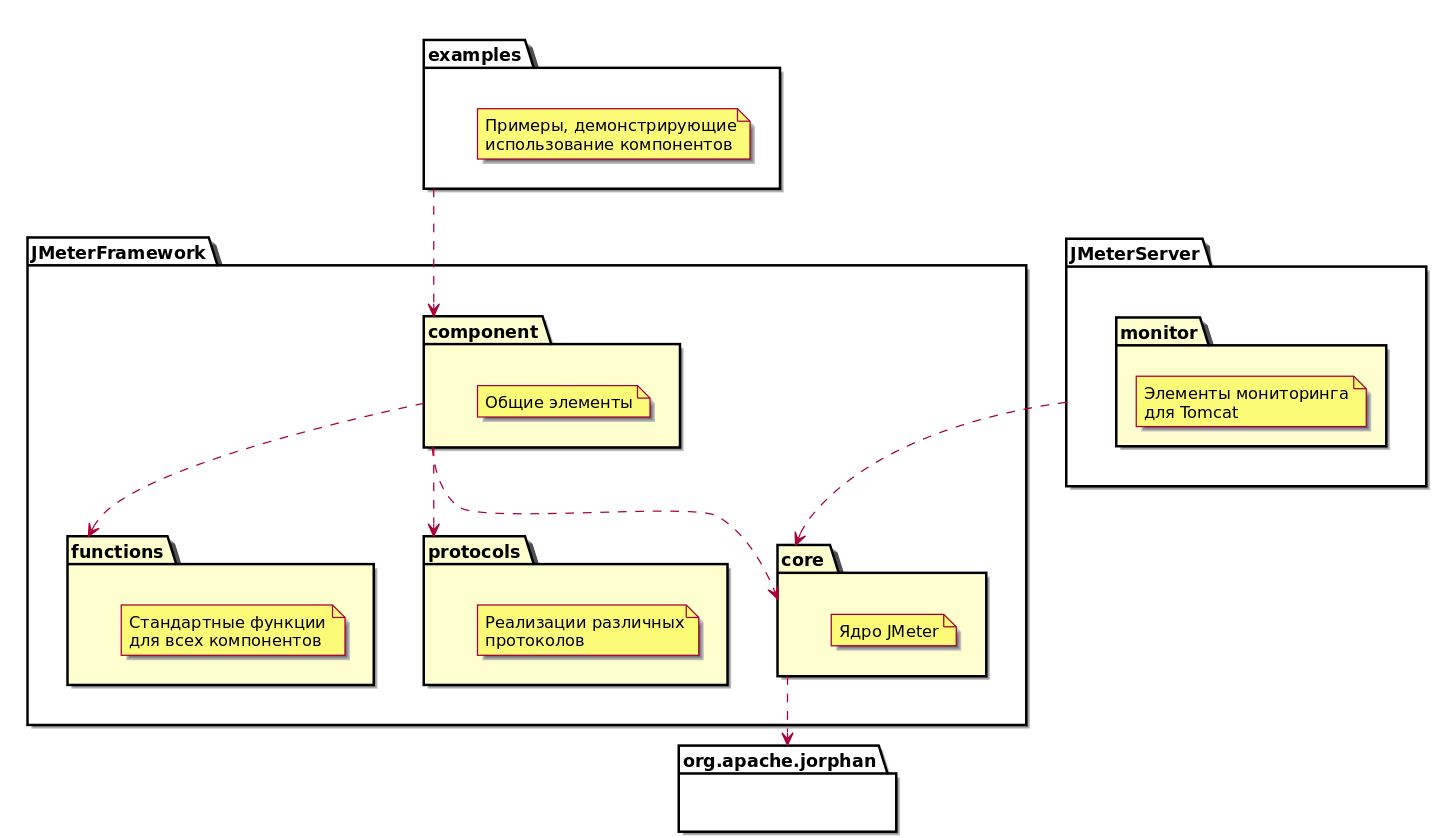 examples
Примеры, демонстрирующие
использование компонентов
JMeterFramework
JMeterServer
component
Общие элементы
monitor
Элементы мониторинга
для Tomcat
functions
Стандартные функции
для всех компонентов
protocols
Реализации различных
протоколов
core
Ядро JMeter
org.apache.jorphan